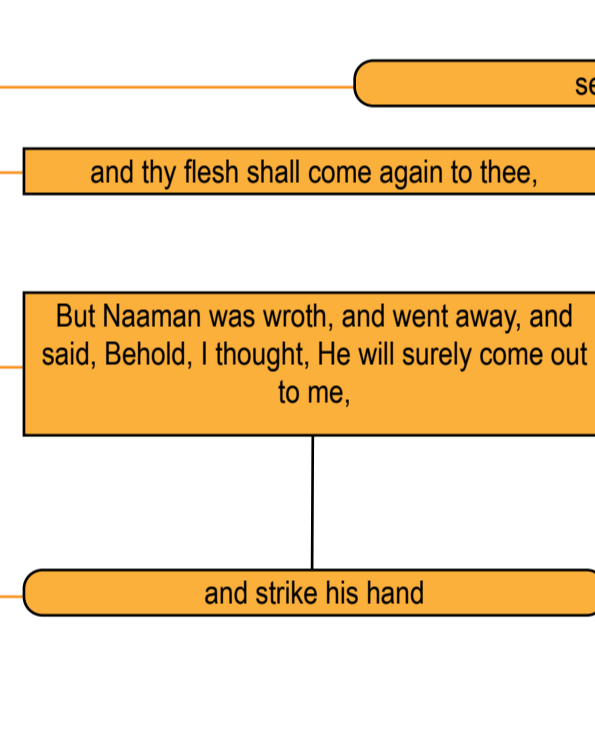 and thy flesh shall come again to thee,
But Naaman was wroth, and went away, and
said, Behold, I thought, He will surely come out
to me,
and strike his hand